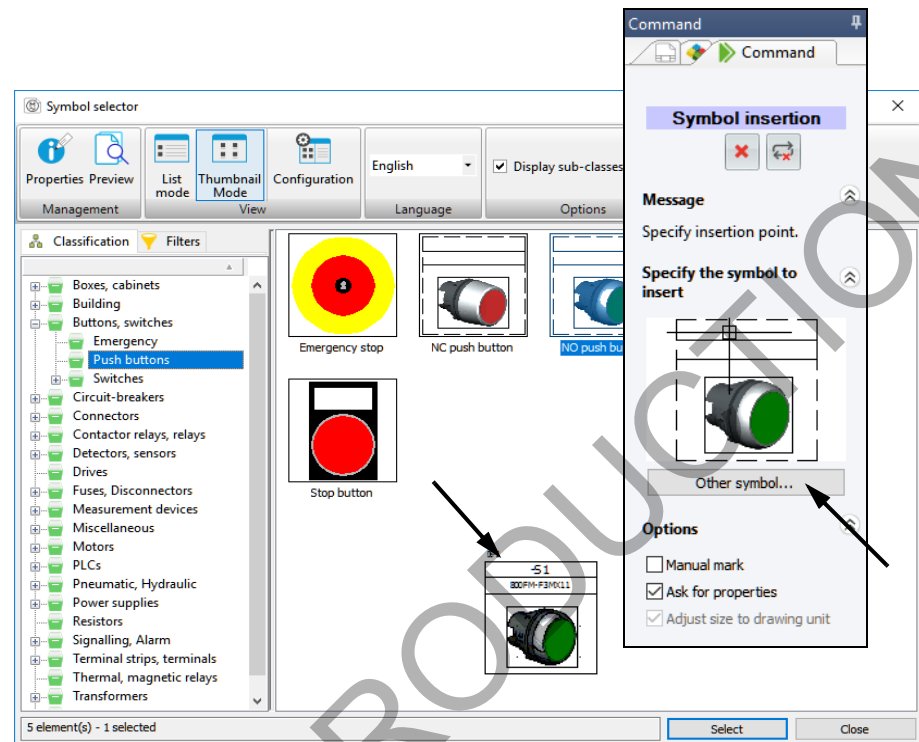 Command
Command
Symbol selector
Symbol insertion
Properties Preview
List mode
Thumbnail Mode
Configuration
English
Display sub-classes
Management
View
Language
Options
Message
Specify insertion point.
Classification
Filters
Specify the symbol to
insert
Boxes, cabinets
Building
Buttons, switches
Emergency
Push buttons
Switches
Circuit-breakers
Connectors
Contactor relays, relays
Detectors, sensors
Drives
Fuses, Disconnectors
Measurement devices
Miscellaneous
Motors
PLCs
Pneumatic, Hydraulic
Power supplies
Resistors
Signalling, Alarm
Terminal strips, terminals
Thermal, magnetic relays
Transformers
Emergency stop
NC push button
NO push bu
Stop button
-S1
800FM-F3MX11
Other symbol...
Options
Manual mark
Ask for properties
Adjust size to drawing unit
5 element(s) - 1 selected
Select
Close
PRODUCTION